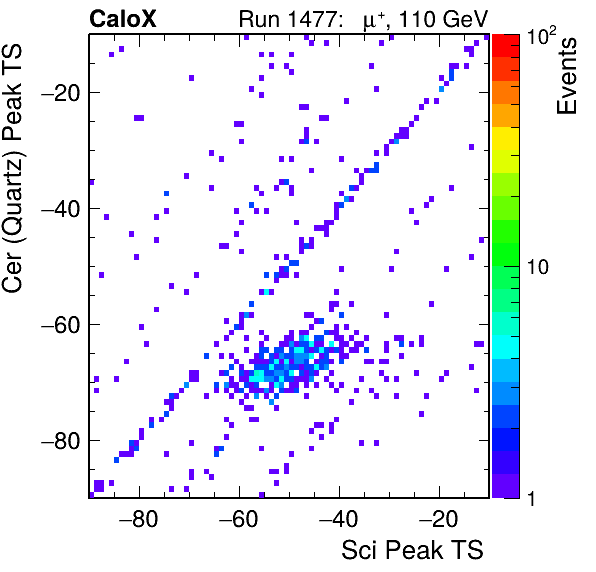 CaloX Run 1477: μ⁺, 110 GeV
Cer (Quartz) Peak TS
−20
−40
−60
−80
−80 −60 −40 −20
Sci Peak TS
10²
10
1
Events